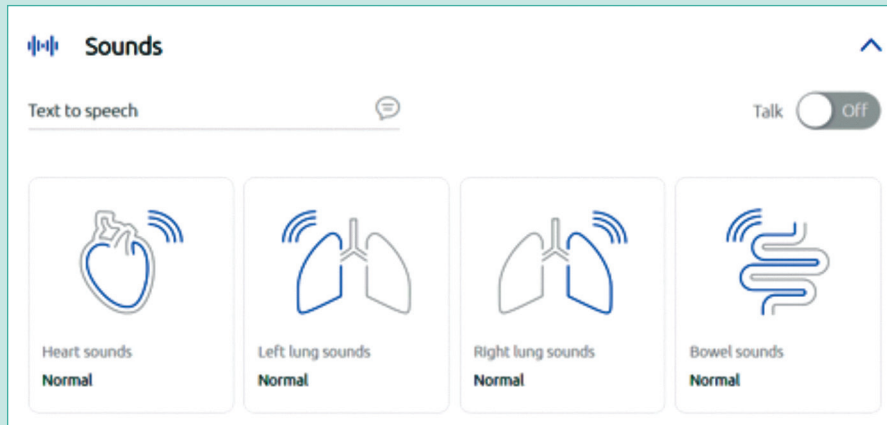 Sounds
Text to speech
Talk Off
Heart sounds
Normal
Left lung sounds
Normal
Right lung sounds
Normal
Bowel sounds
Normal